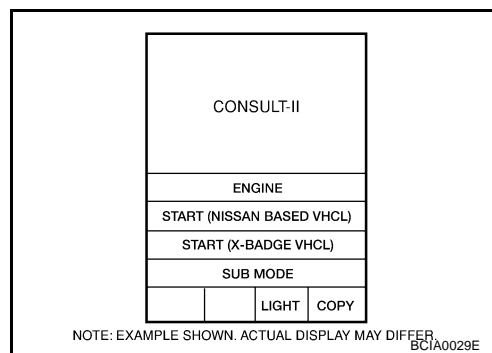 CONSULT-II
ENGINE
START (NISSAN BASED VHCL)
START (X-BADGE VHCL)
SUB MODE
LIGHT COPY
NOTE: EXAMPLE SHOWN. ACTUAL DISPLAY MAY DIFFER.
BCIA0029E